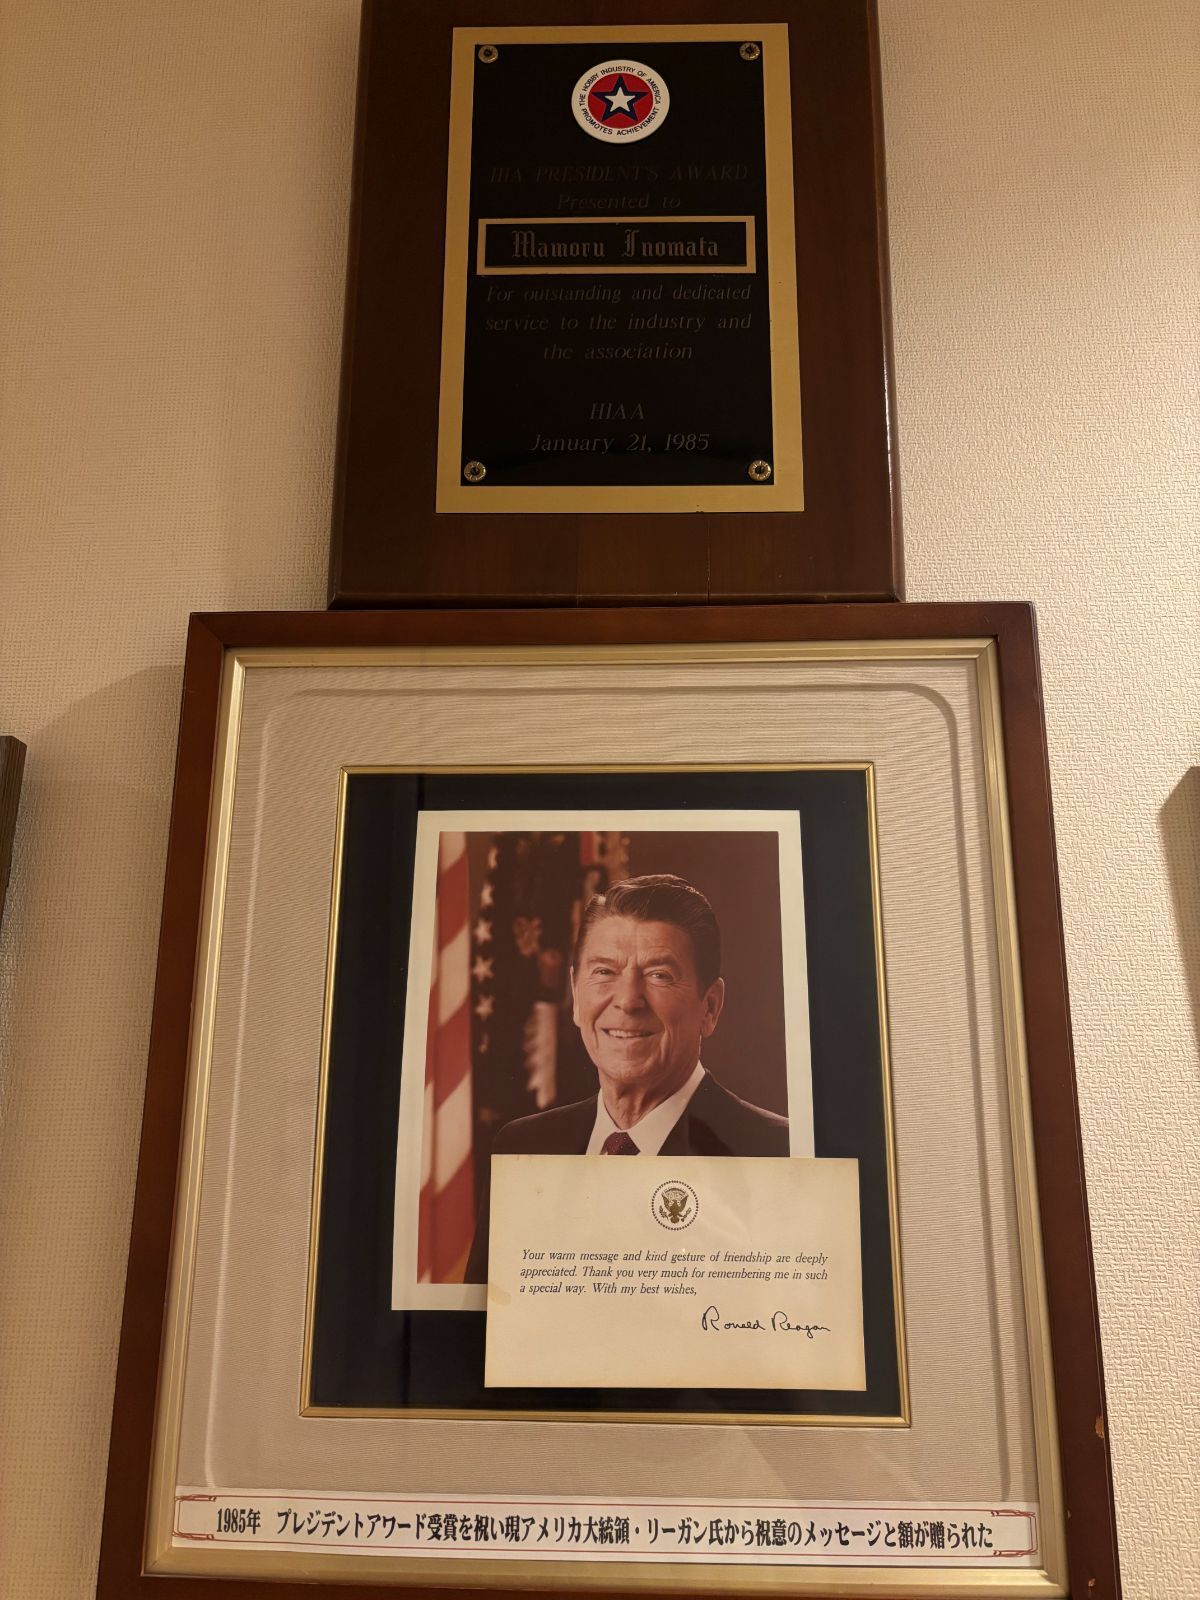 THE HOBBY INDUSTRY OF AMERICA
PROMOTES ACHIEVEMENT
HIA PRESIDENT'S AWARD
Presented to
Mamoru Inomata
For outstanding and dedicated
service to the industry and
the association
HIAA
January 21, 1985
Your warm message and kind gesture of friendship are deeply
appreciated. Thank you very much for remembering me in such
a special way. With my best wishes,
Ronald Reagan
1985年　プレジデントアワード受賞を祝い現アメリカ大統領・リーガン氏から祝意のメッセージと額が贈られた